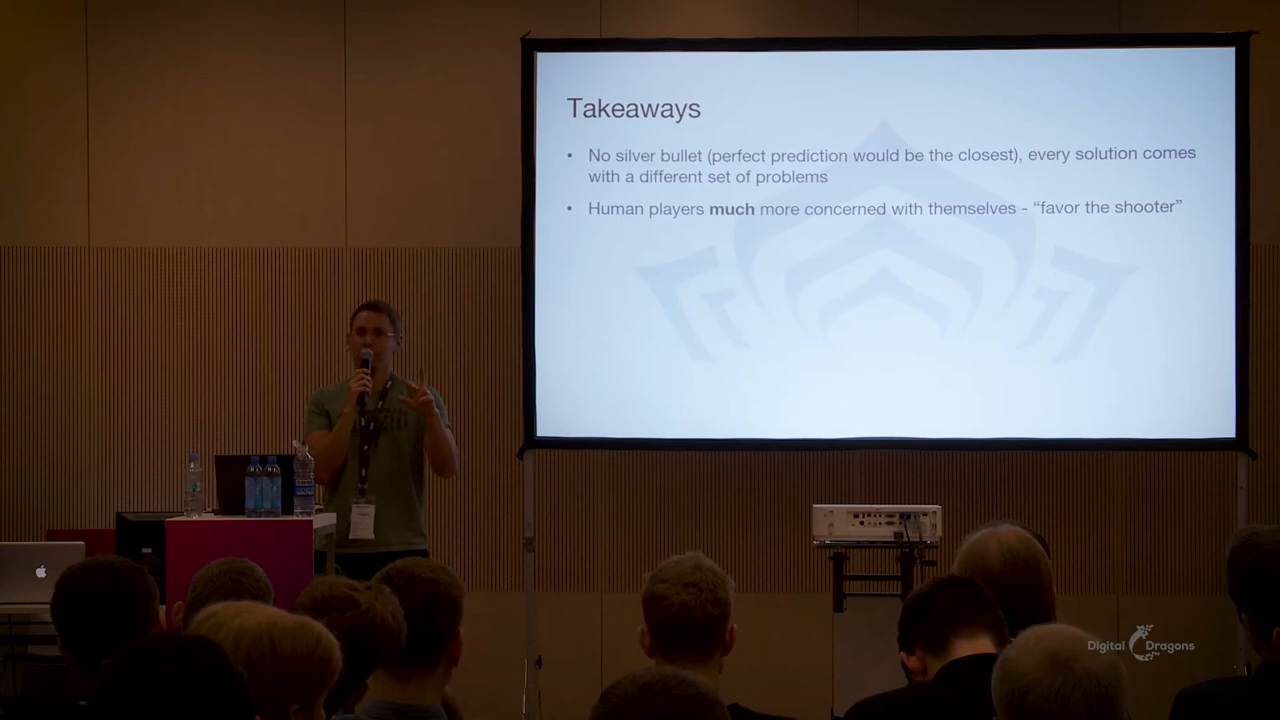 Takeaways
• No silver bullet (perfect prediction would be the closest), every solution comes
with a different set of problems
• Human players much more concerned with themselves - “favor the shooter”
Digital Dragons